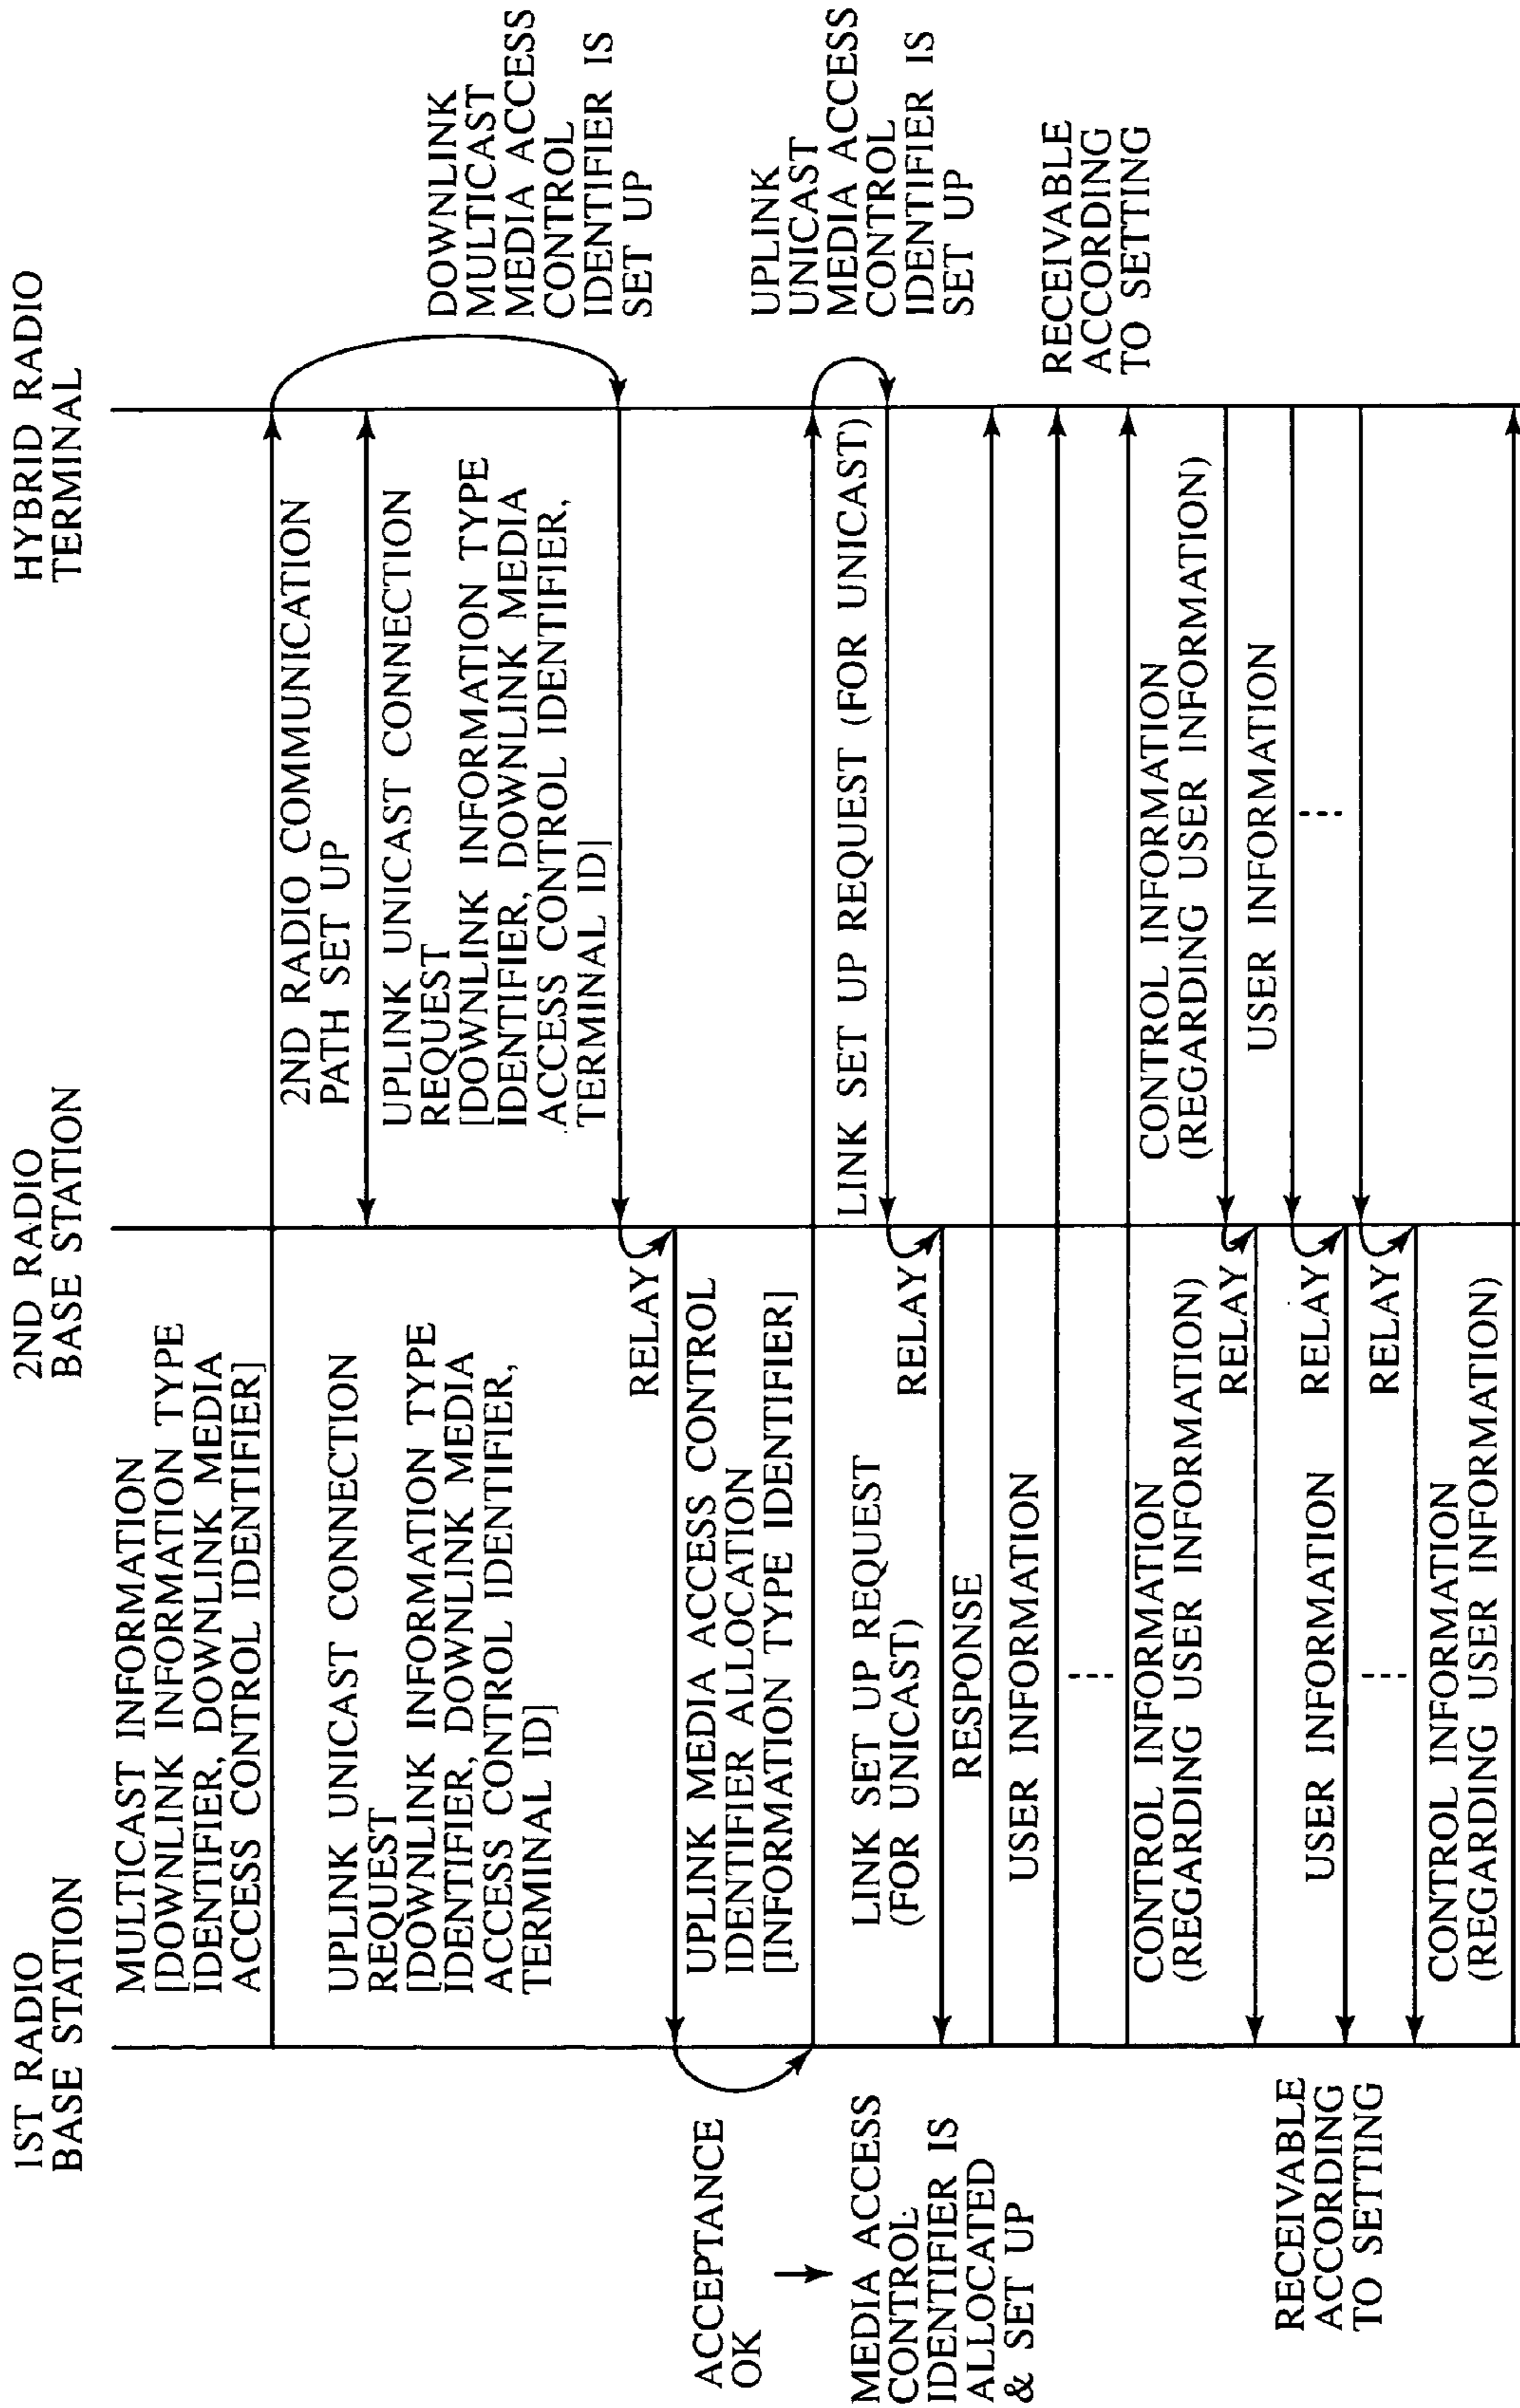 1ST RADIO
BASE STATION
2ND RADIO
BASE STATION
HYBRID RADIO
TERMINAL
MULTICAST INFORMATION
[DOWNLINK INFORMATION TYPE
IDENTIFIER, DOWNLINK MEDIA
ACCESS CONTROL IDENTIFIER]
2ND RADIO COMMUNICATION
PATH SET UP
DOWNLINK
MULTICAST
MEDIA ACCESS
CONTROL
IDENTIFIER IS
SET UP
UPLINK UNICAST CONNECTION
REQUEST
[DOWNLINK INFORMATION TYPE
IDENTIFIER, DOWNLINK MEDIA
ACCESS CONTROL IDENTIFIER,
TERMINAL ID]
UPLINK UNICAST CONNECTION
REQUEST
[DOWNLINK INFORMATION TYPE
IDENTIFIER, DOWNLINK MEDIA
ACCESS CONTROL IDENTIFIER,
TERMINAL ID]
RELAY
ACCEPTANCE
OK
MEDIA ACCESS
CONTROL
IDENTIFIER IS
ALLOCATED
& SET UP
UPLINK MEDIA ACCESS CONTROL
IDENTIFIER ALLOCATION
[INFORMATION TYPE IDENTIFIER]
UPLINK
UNICAST
MEDIA ACCESS
CONTROL
IDENTIFIER IS
SET UP
LINK SET UP REQUEST (FOR UNICAST)
LINK SET UP REQUEST
(FOR UNICAST)
RELAY
RESPONSE
USER INFORMATION
RECEIVABLE
ACCORDING
TO SETTING
CONTROL INFORMATION
(REGARDING USER INFORMATION)
CONTROL INFORMATION
(REGARDING USER INFORMATION)
RELAY
USER INFORMATION
RECEIVABLE
ACCORDING
TO SETTING
USER INFORMATION
RELAY
RELAY
CONTROL INFORMATION
(REGARDING USER INFORMATION)